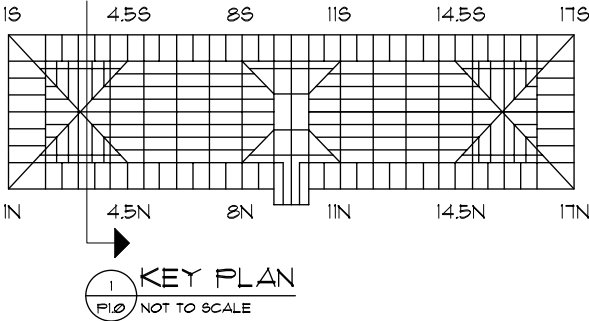 1S 4.5S 8S 11S 14.5S 17S
1N 4.5N 8N 11N 14.5N 17N
1 KEY PLAN
P1.0 NOT TO SCALE